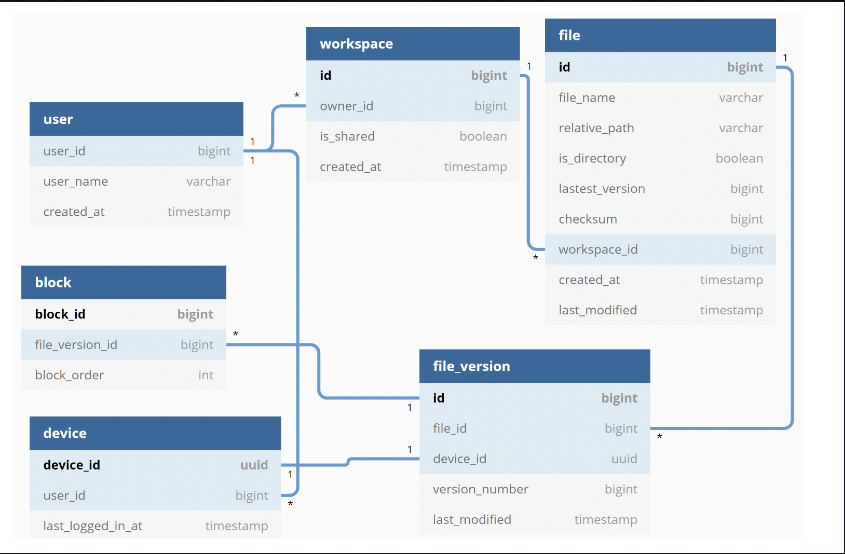 user
user_id bigint
user_name varchar
created_at timestamp
1
1
*
workspace
id bigint
owner_id bigint
is_shared boolean
created_at timestamp
1
*
file
id bigint
file_name varchar
relative_path varchar
is_directory boolean
lastest_version bigint
checksum bigint
workspace_id bigint
created_at timestamp
last_modified timestamp
1
block
block_id bigint
file_version_id bigint
block_order int
*
1
device
device_id uuid
user_id bigint
last_logged_in_at timestamp
1
*
1
file_version
id bigint
file_id bigint
device_id uuid
version_number bigint
last_modified timestamp
*